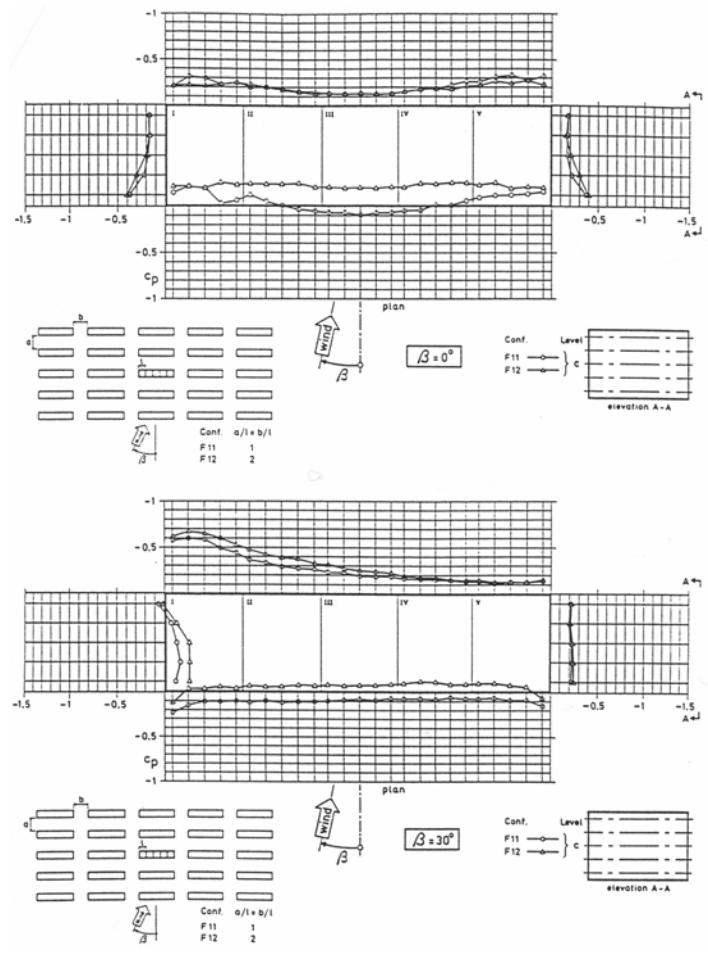 -1
-0.5
A
I II III IV V
-1.5 -1 -0.5 -0.5 -1 -1.5
A
-0.5
cp
-1
plan
b
a
l
wind
β
β = 0°
Conf. Level
F11
F12
c
elevation A-A
wind
β
Conf. a/l = b/l
F11 1
F12 2
-1
-0.5
A
I II III IV V
-1.5 -1 -0.5 -0.5 -1 -1.5
A
-0.5
cp
-1
plan
b
a
l
wind
β
β = 30°
Conf. Level
F11
F12
c
elevation A-A
wind
β
Conf. a/l = b/l
F11 1
F12 2